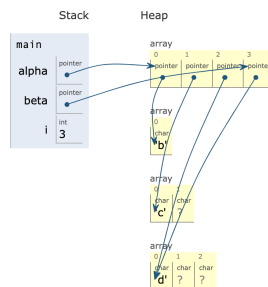 Stack Heap
main
alpha pointer
beta pointer
i int 3
array
0 1 2 3
pointer pointer pointer pointe
array
0
char
'b'
array
0 1
char char
'c' ?
array
0 1 2
char char char
'd' ? ?